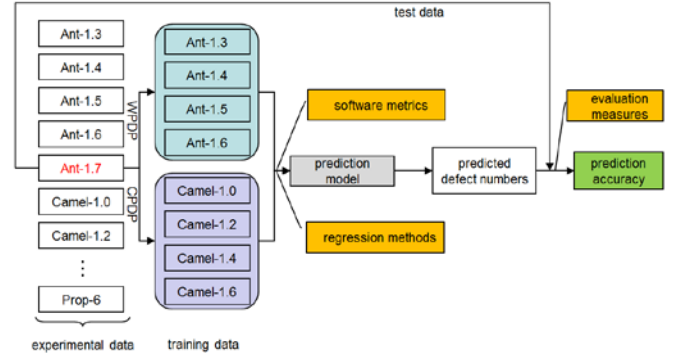 test data
Ant-1.3
Ant-1.4
Ant-1.5
Ant-1.6
Ant-1.7
Camel-1.0
Camel-1.2
⋮
Prop-6
experimental data
WPDP
CPDP
Ant-1.3
Ant-1.4
Ant-1.5
Ant-1.6
Camel-1.0
Camel-1.2
Camel-1.4
Camel-1.6
training data
software metrics
prediction
model
regression methods
predicted
defect numbers
evaluation
measures
prediction
accuracy